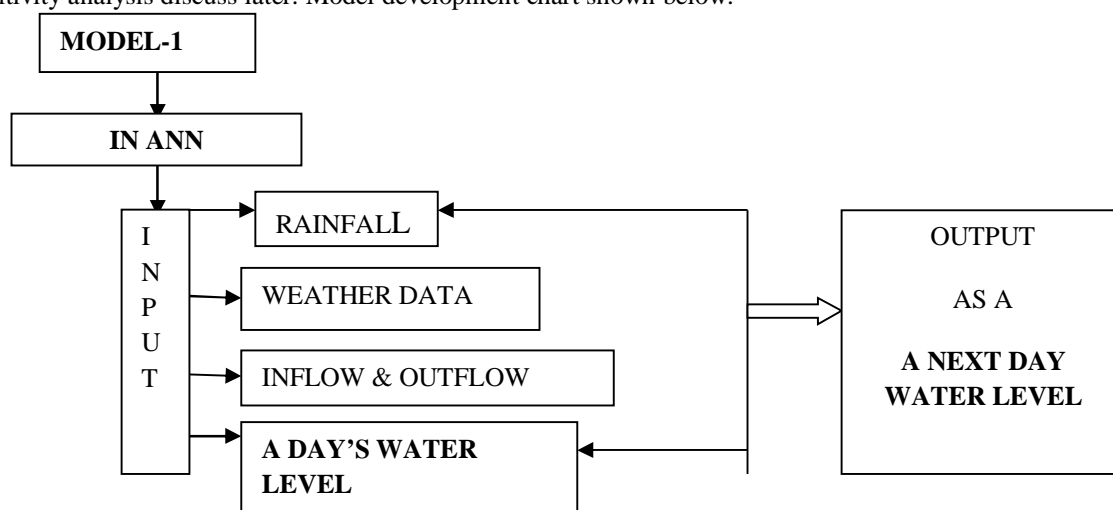 tivity analysis discuss later. Model development chart shown below.
MODEL-1
IN ANN
I
N
P
U
T
RAINFALL
WEATHER DATA
INFLOW & OUTFLOW
A DAY’S WATER
LEVEL
OUTPUT
AS A
A NEXT DAY
WATER LEVEL